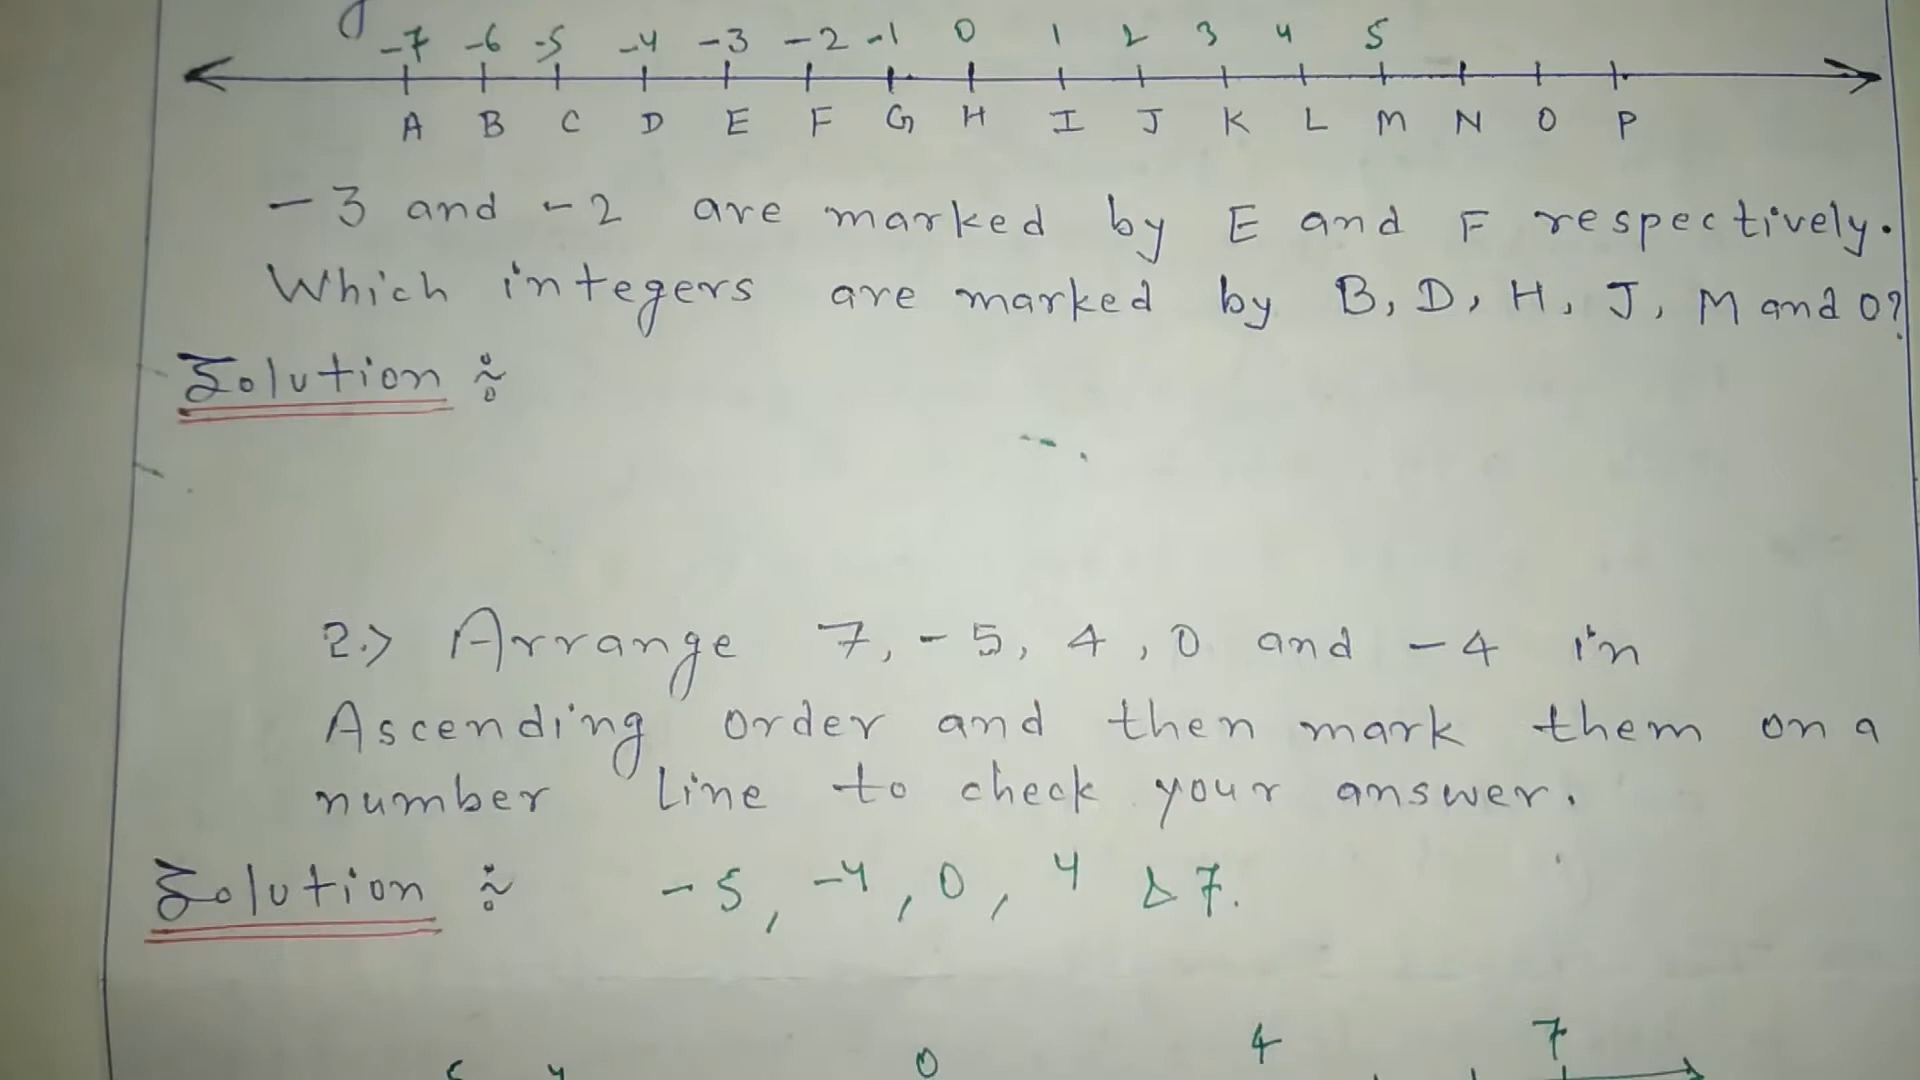 -7 -6 -5 -4 -3 -2 -1 0 1 2 3 4 5
A B C D E F G H I J K L M N O P
-3 and -2 are marked by E and F respectively.
Which integers are marked by B, D, H, J, M and O?
Solution :~
2.) Arrange 7, -5, 4, 0 and -4 in
Ascending order and then mark them on a
number line to check your answer.
Solution :~ -5, -4, 0, 4 & 7.
0 4 7